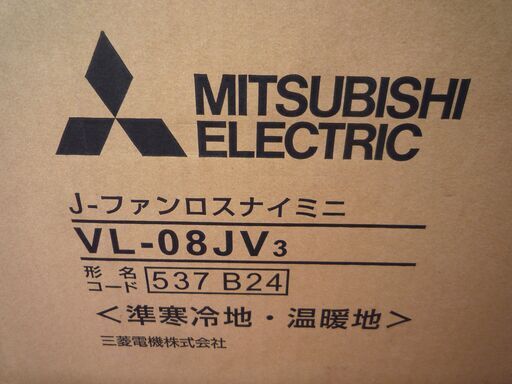 MITSUBISHI
ELECTRIC
J-ファンロスナイミニ
VL-08JV3
形名
コード 537 B24
＜準寒冷地・温暖地＞
三菱電機株式会社